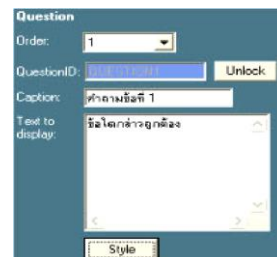 Question
Order: 1
QuestionID: QUESTION1 Unlock
Caption: คำถามข้อที่ 1
Text to display: ข้อใดกล่าวถูกต้อง
Style